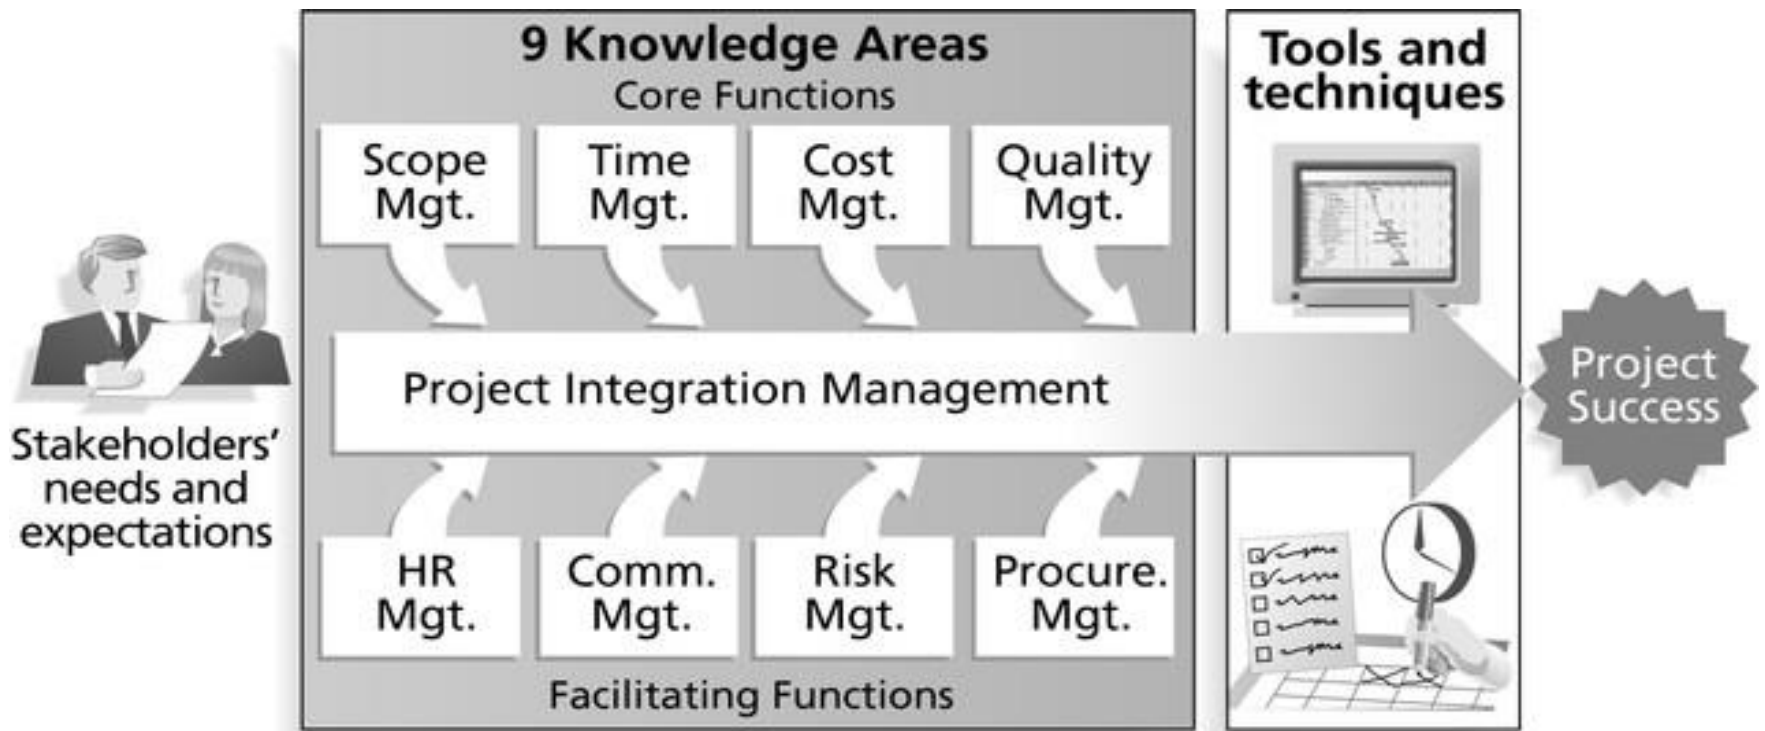 9 Knowledge Areas
Core Functions
Scope
Mgt.
Time
Mgt.
Cost
Mgt.
Quality
Mgt.
Tools and
techniques
Stakeholders’
needs and
expectations
Project Integration Management
Project
Success
HR
Mgt.
Comm.
Mgt.
Risk
Mgt.
Procure.
Mgt.
Facilitating Functions